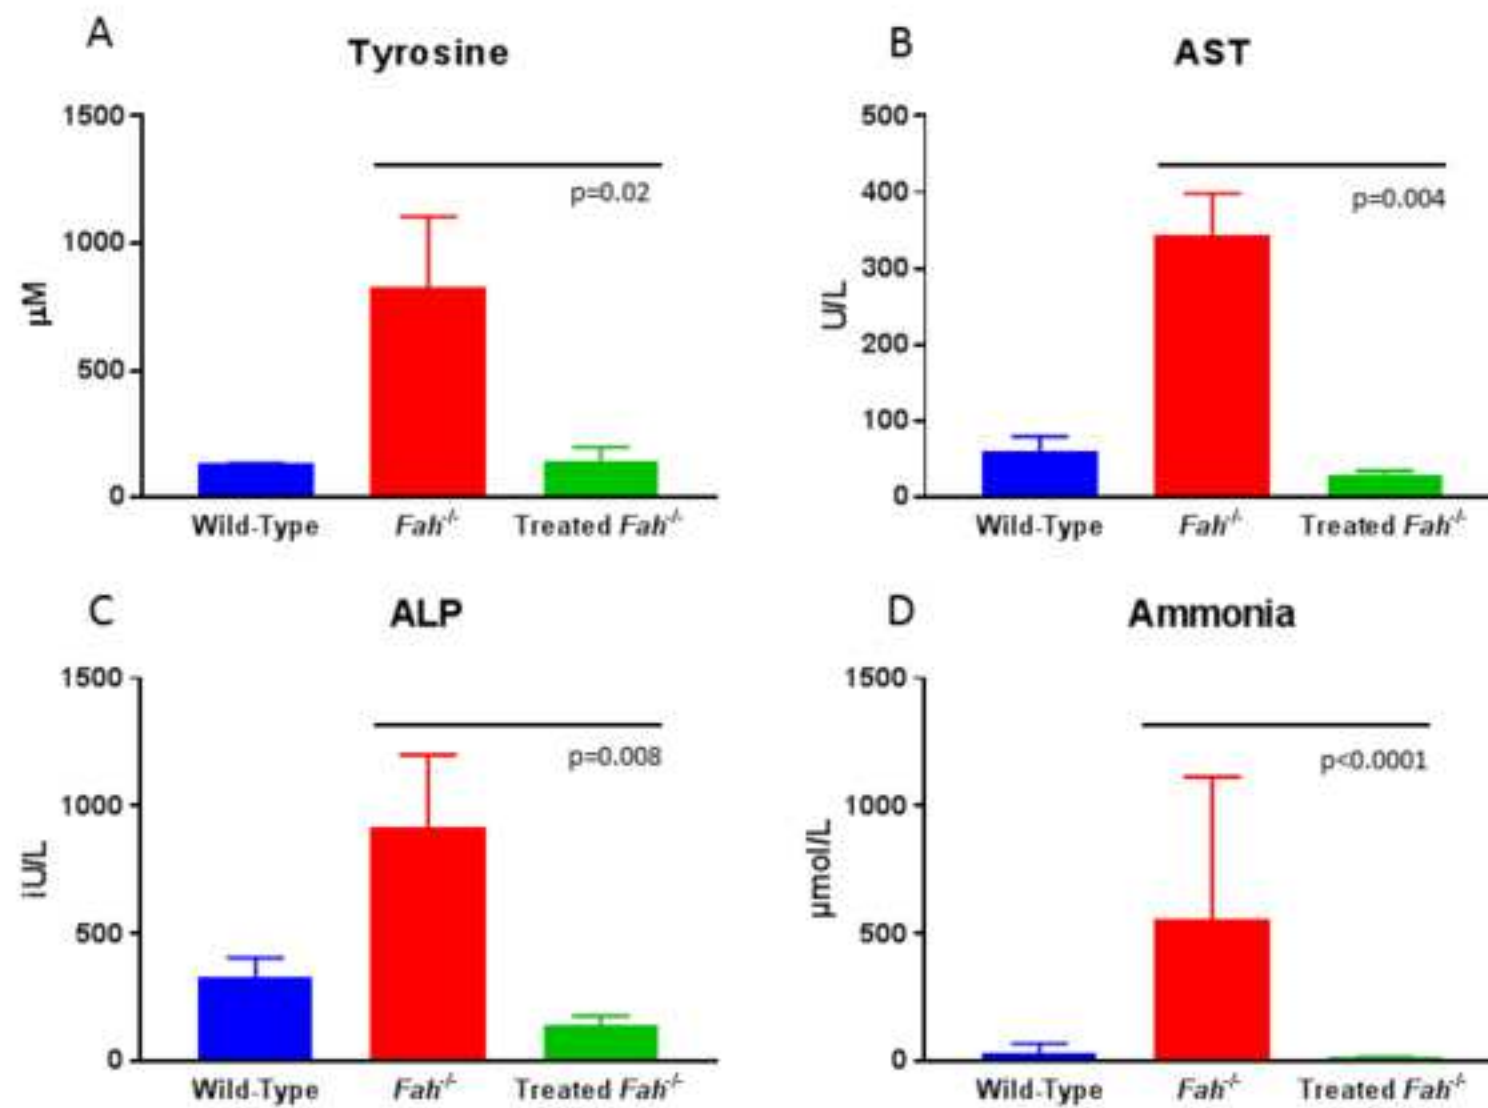 A
Tyrosine
1500
1000
500
0
µM
p=0.02
Wild-Type
Fah-/-
Treated Fah-/-
B
AST
500
400
300
200
100
0
U/L
p=0.004
Wild-Type
Fah-/-
Treated Fah-/-
C
ALP
1500
1000
500
0
iU/L
p=0.008
Wild-Type
Fah-/-
Treated Fah-/-
D
Ammonia
1500
1000
500
0
µmol/L
p<0.0001
Wild-Type
Fah-/-
Treated Fah-/-